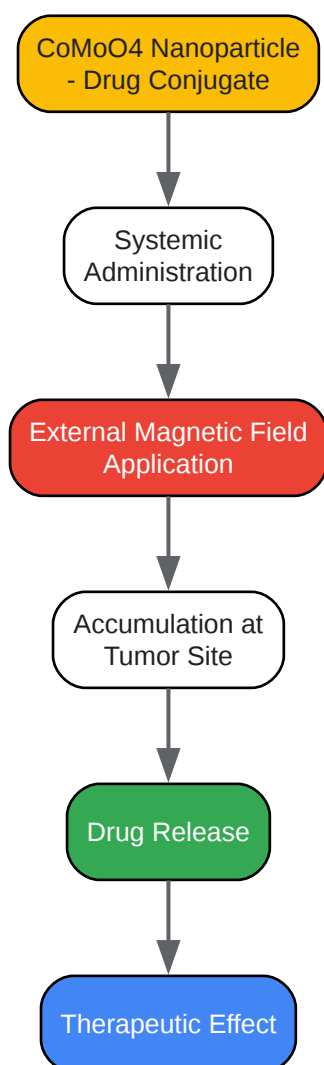 CoMoO4 Nanoparticle
- Drug Conjugate
Systemic
Administration
External Magnetic Field
Application
Accumulation at
Tumor Site
Drug Release
Therapeutic Effect